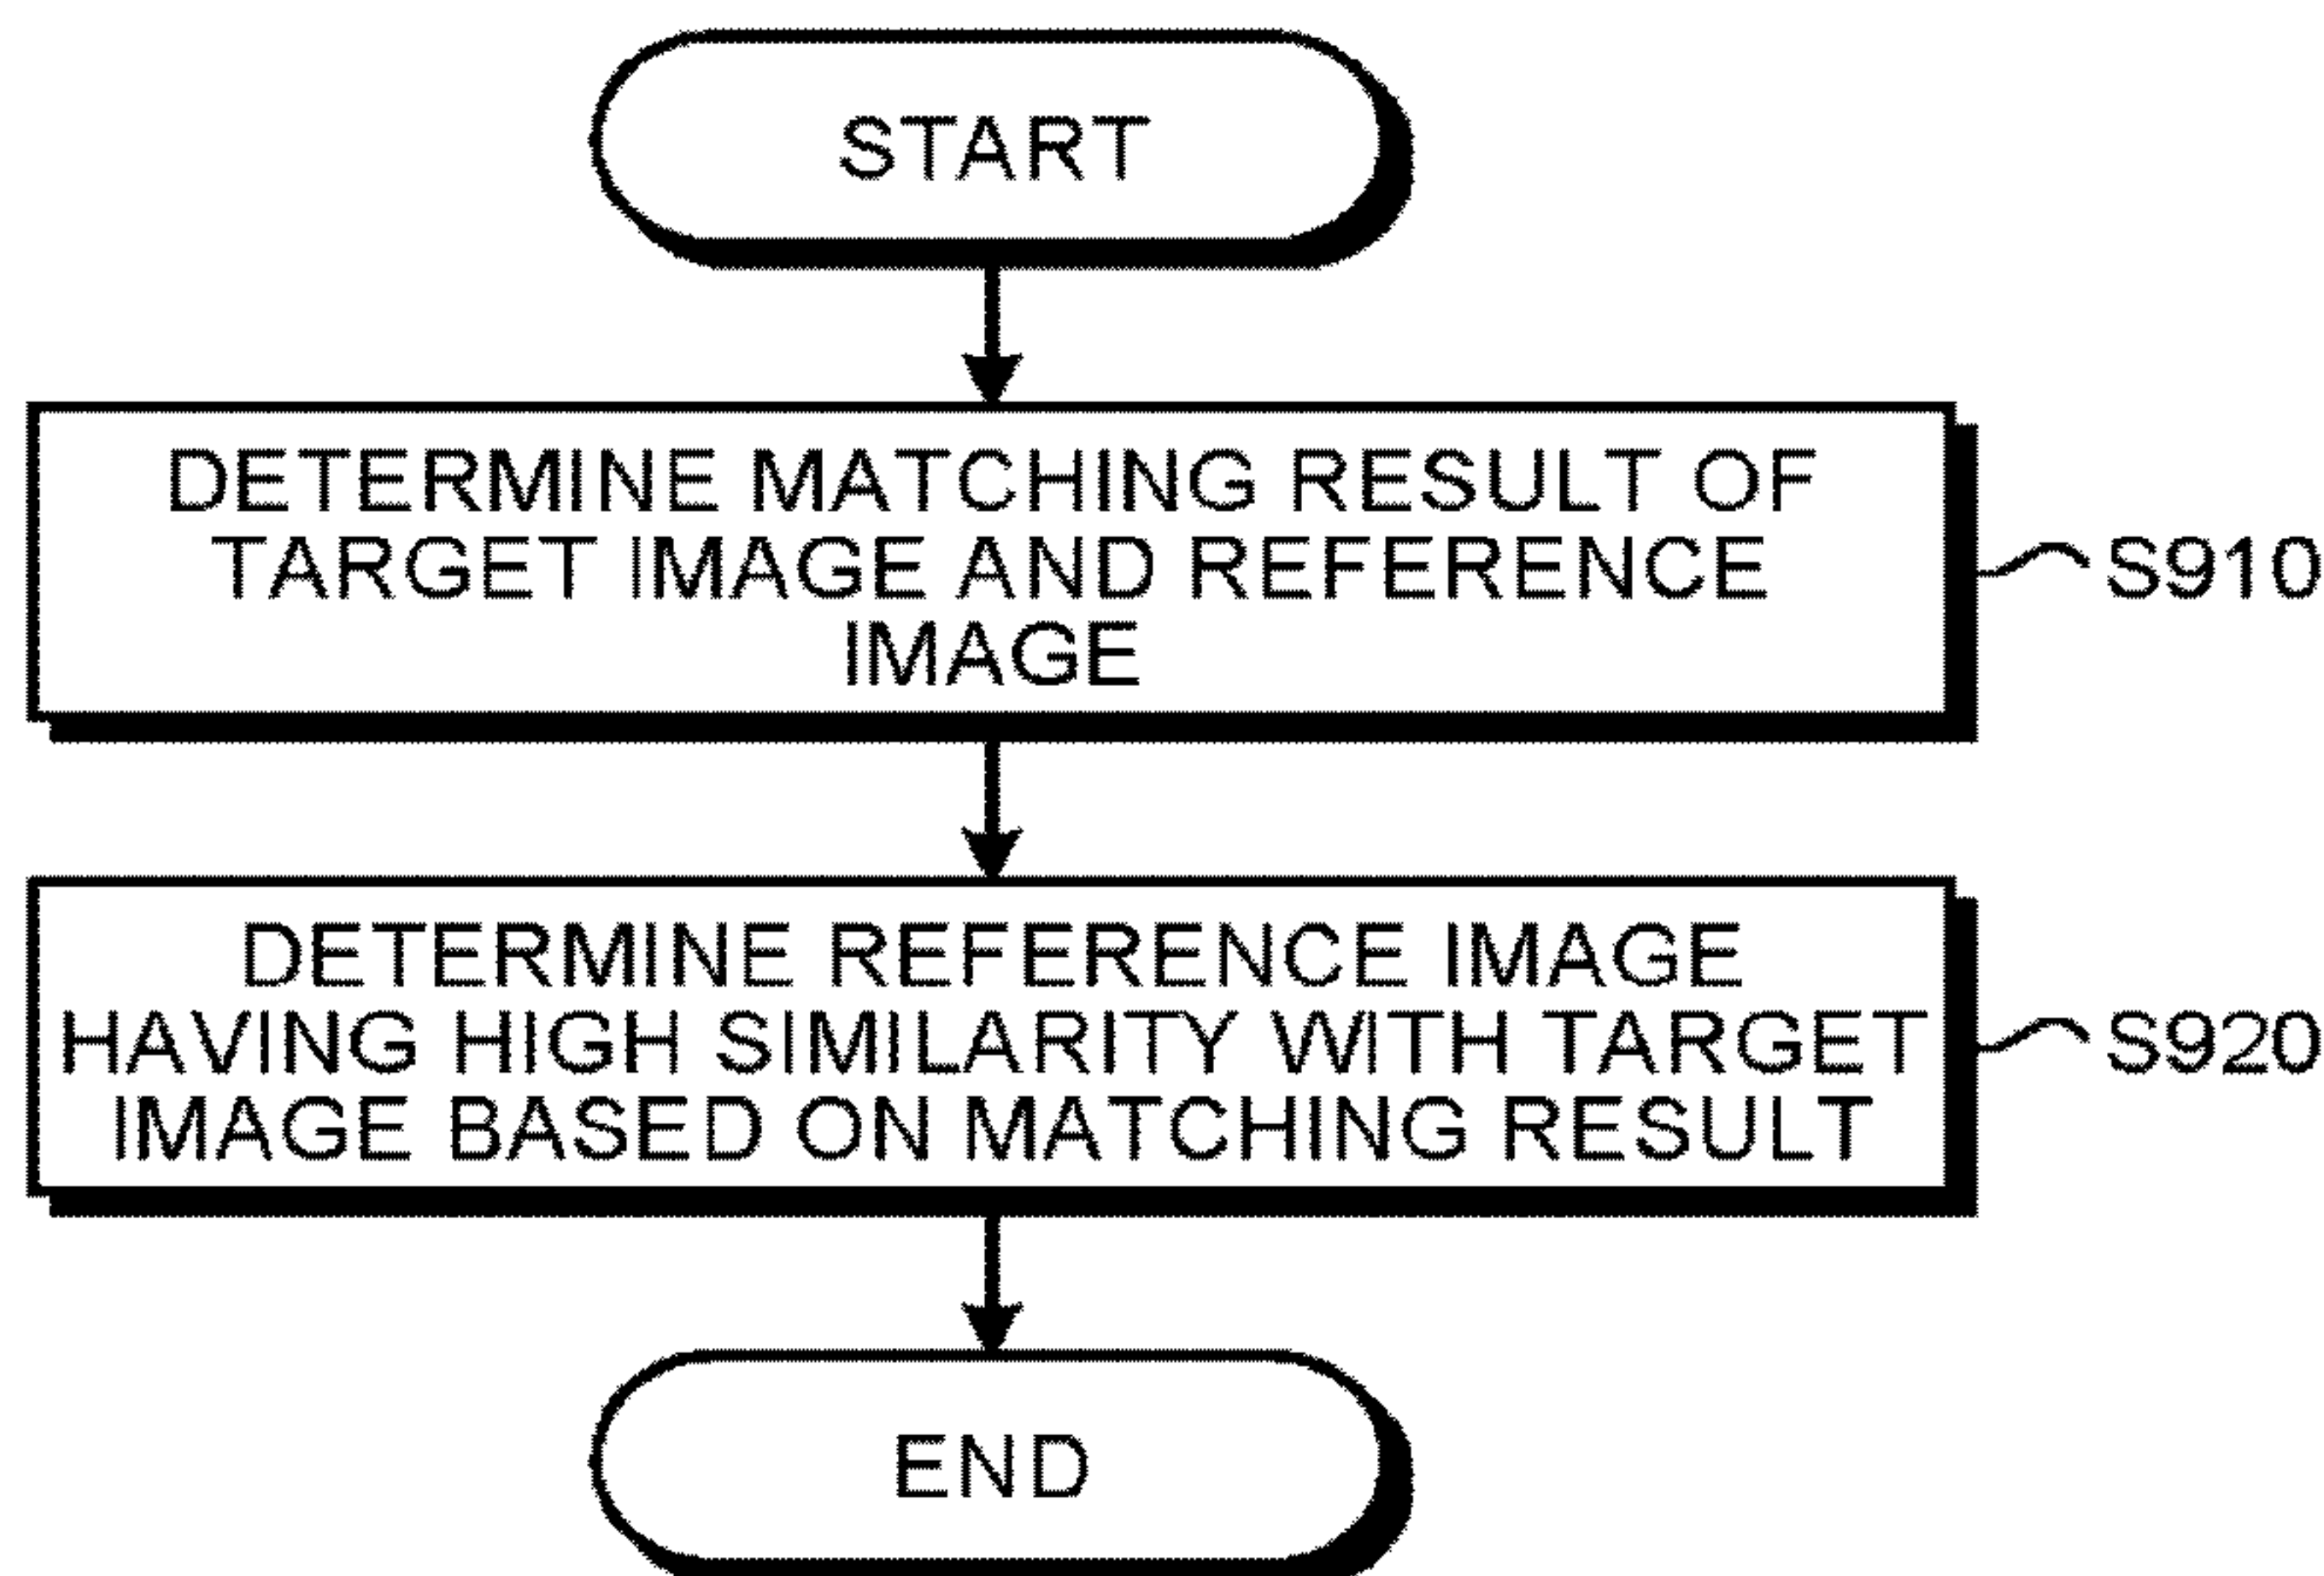 START
DETERMINE MATCHING RESULT OF
TARGET IMAGE AND REFERENCE
IMAGE
S910
DETERMINE REFERENCE IMAGE
HAVING HIGH SIMILARITY WITH TARGET
IMAGE BASED ON MATCHING RESULT
S920
END